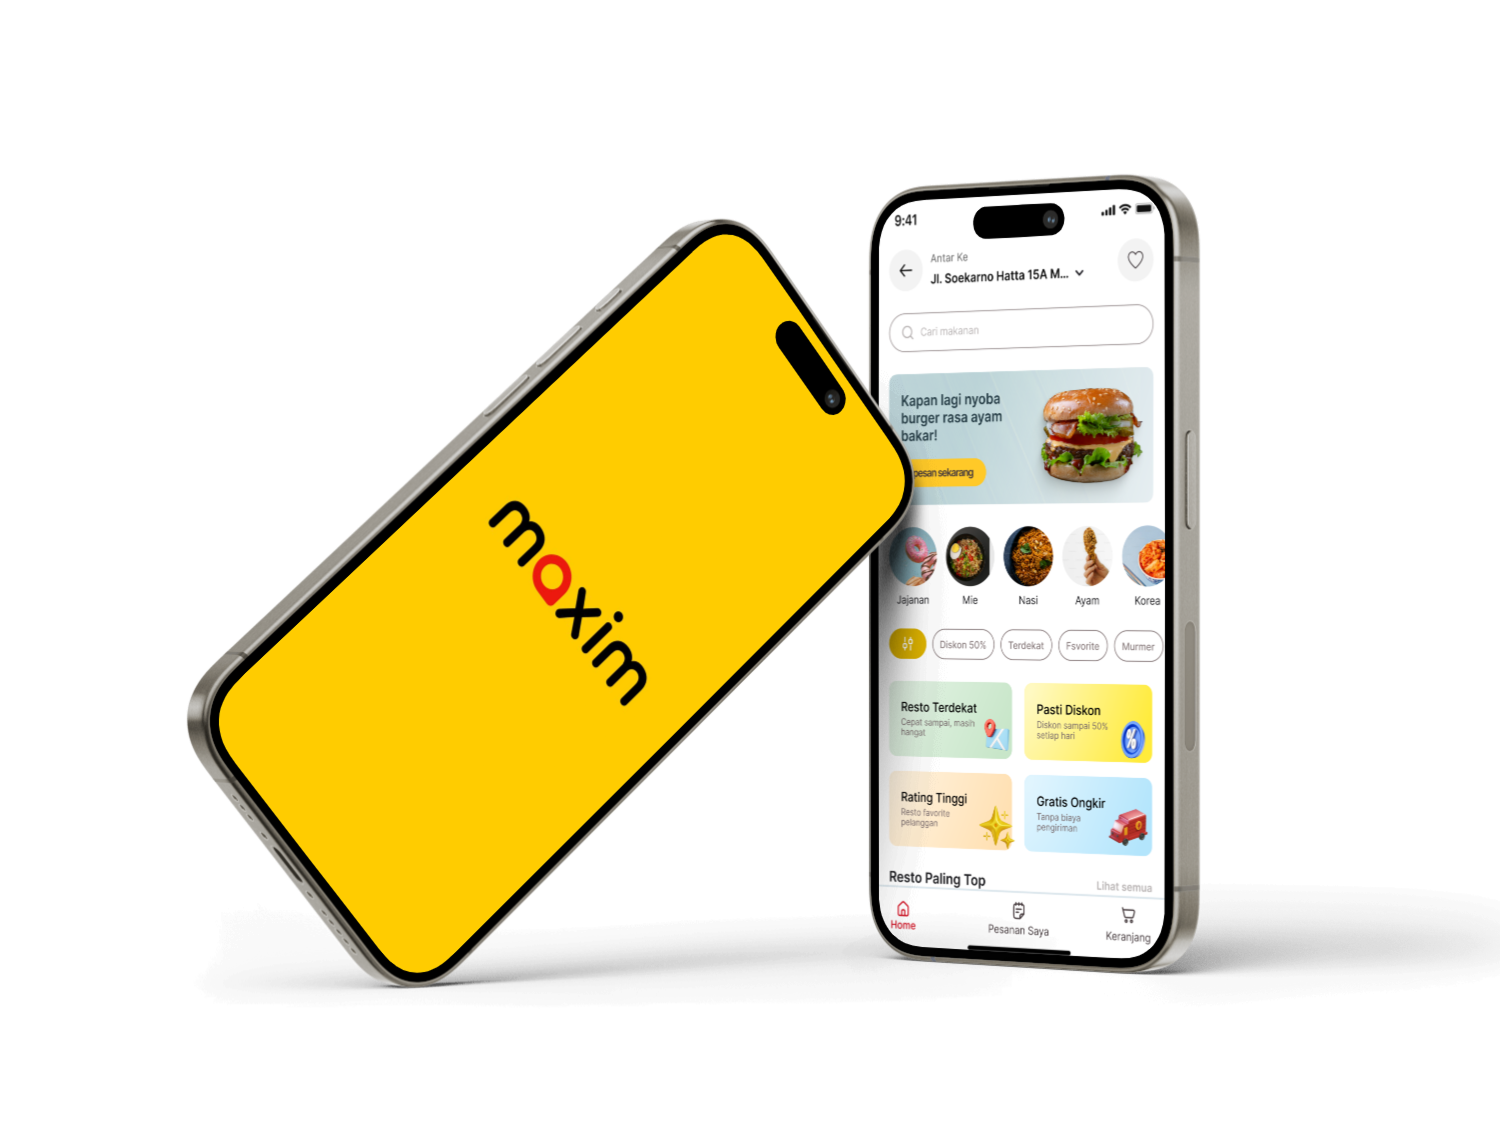 maxim
9:41
Antar Ke
Jl. Soekarno Hatta 15A M...
Cari makanan
Kapan lagi nyoba
burger rasa ayam
bakar!
pesan sekarang
Jajanan
Mie
Nasi
Ayam
Korea
Diskon 50%
Terdekat
Fsvorite
Murmer
Resto Terdekat
Cepat sampai, masih
hangat
Pasti Diskon
Diskon sampai 50%
setiap hari
%
Rating Tinggi
Resto favorite
pelanggan
Gratis Ongkir
Tanpa biaya
pengiriman
Resto Paling Top
Lihat semua
Home
Pesanan Saya
Keranjang